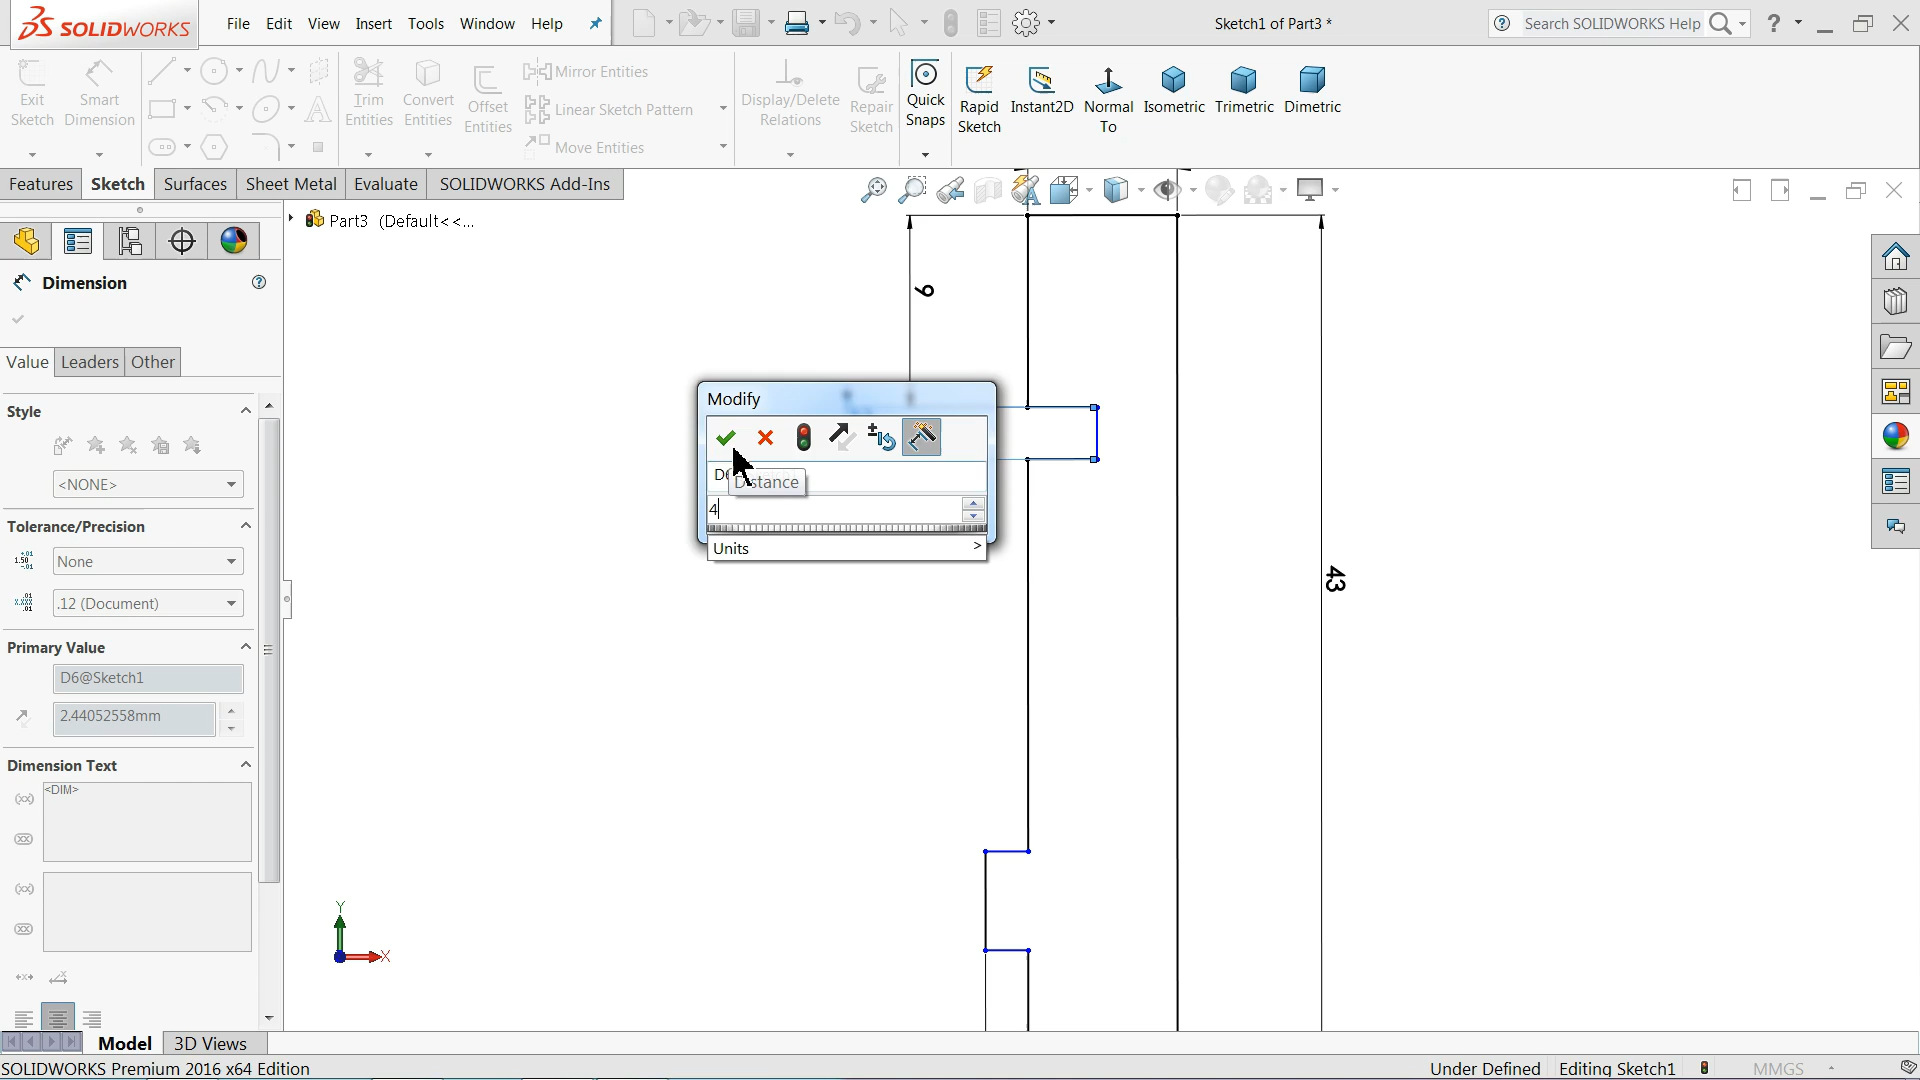 SOLIDWORKS File Edit View Insert Tools Window Help Sketch1 of Part3 * Search SOLIDWORKS Help ?
Exit Sketch
Smart Dimension
Trim Entities
Convert Entities
Offset Entities
Mirror Entities
Linear Sketch Pattern
Move Entities
Display/Delete Relations
Repair Sketch
Quick Snaps
Rapid Sketch
Instant2D
Normal To
Isometric
Trimetric
Dimetric
Features Sketch Surfaces Sheet Metal Evaluate SOLIDWORKS Add-Ins
Part3 (Default<<...
Dimension
Value Leaders Other
Style
<NONE>
Tolerance/Precision
None
.12 (Document)
Primary Value
D6@Sketch1
2.44052558mm
Dimension Text
<DIM>
Modify
Distance
4
Units >
9
43
Y
X
Model 3D Views
SOLIDWORKS Premium 2016 x64 Edition Under Defined Editing Sketch1 MMGS